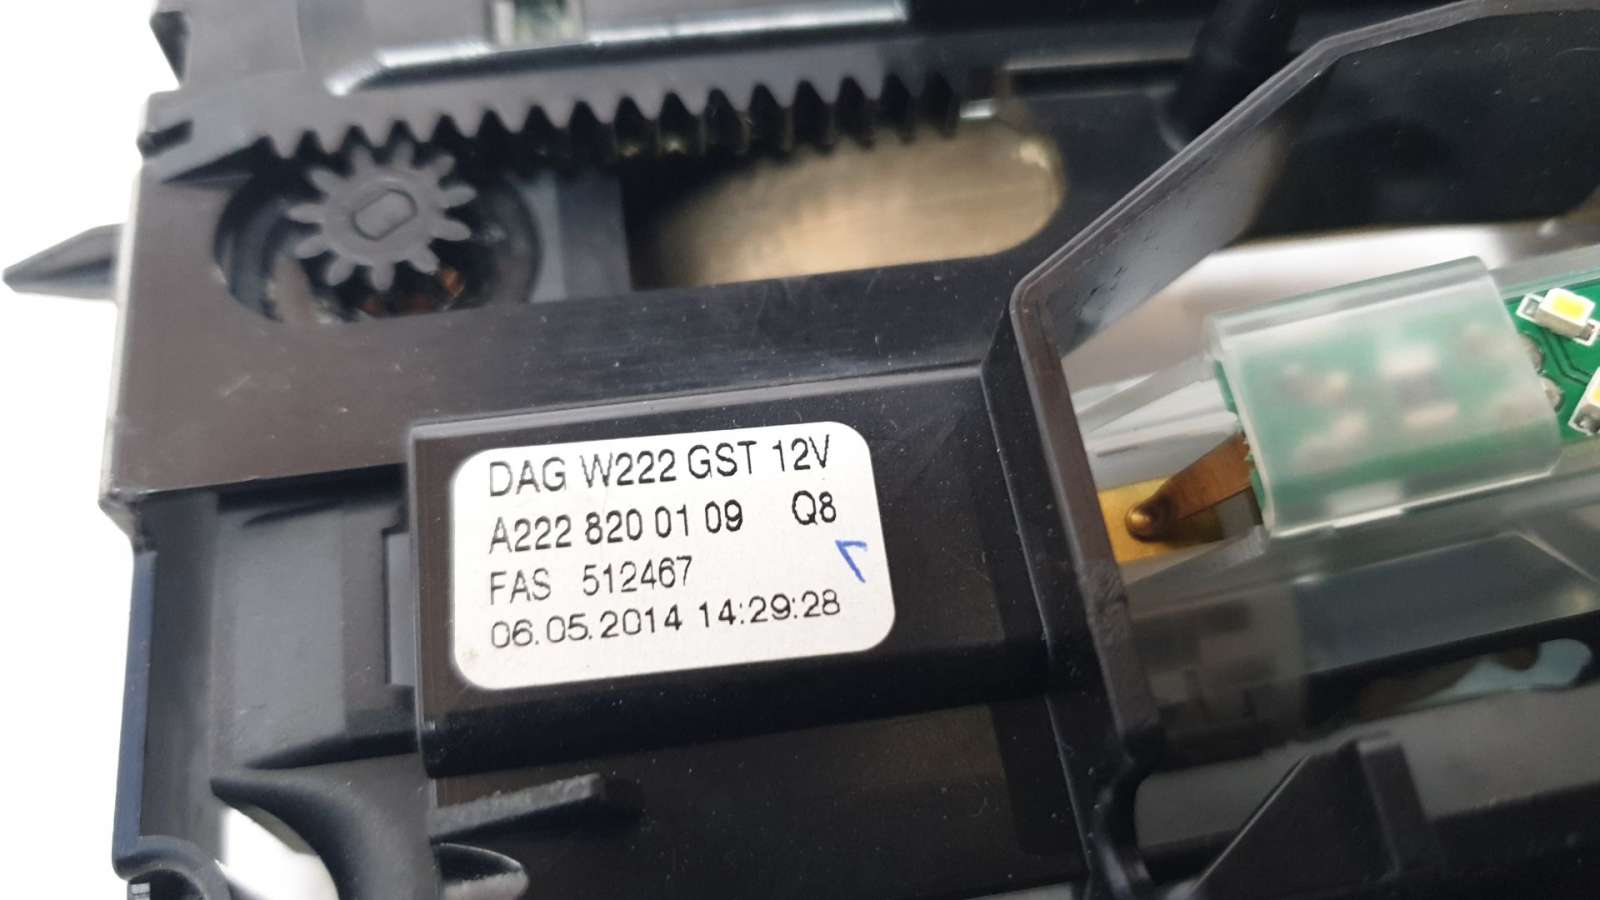 DAG W222 GST 12V
A222 820 01 09 Q8
FAS 512467
06.05.2014 14:29:28